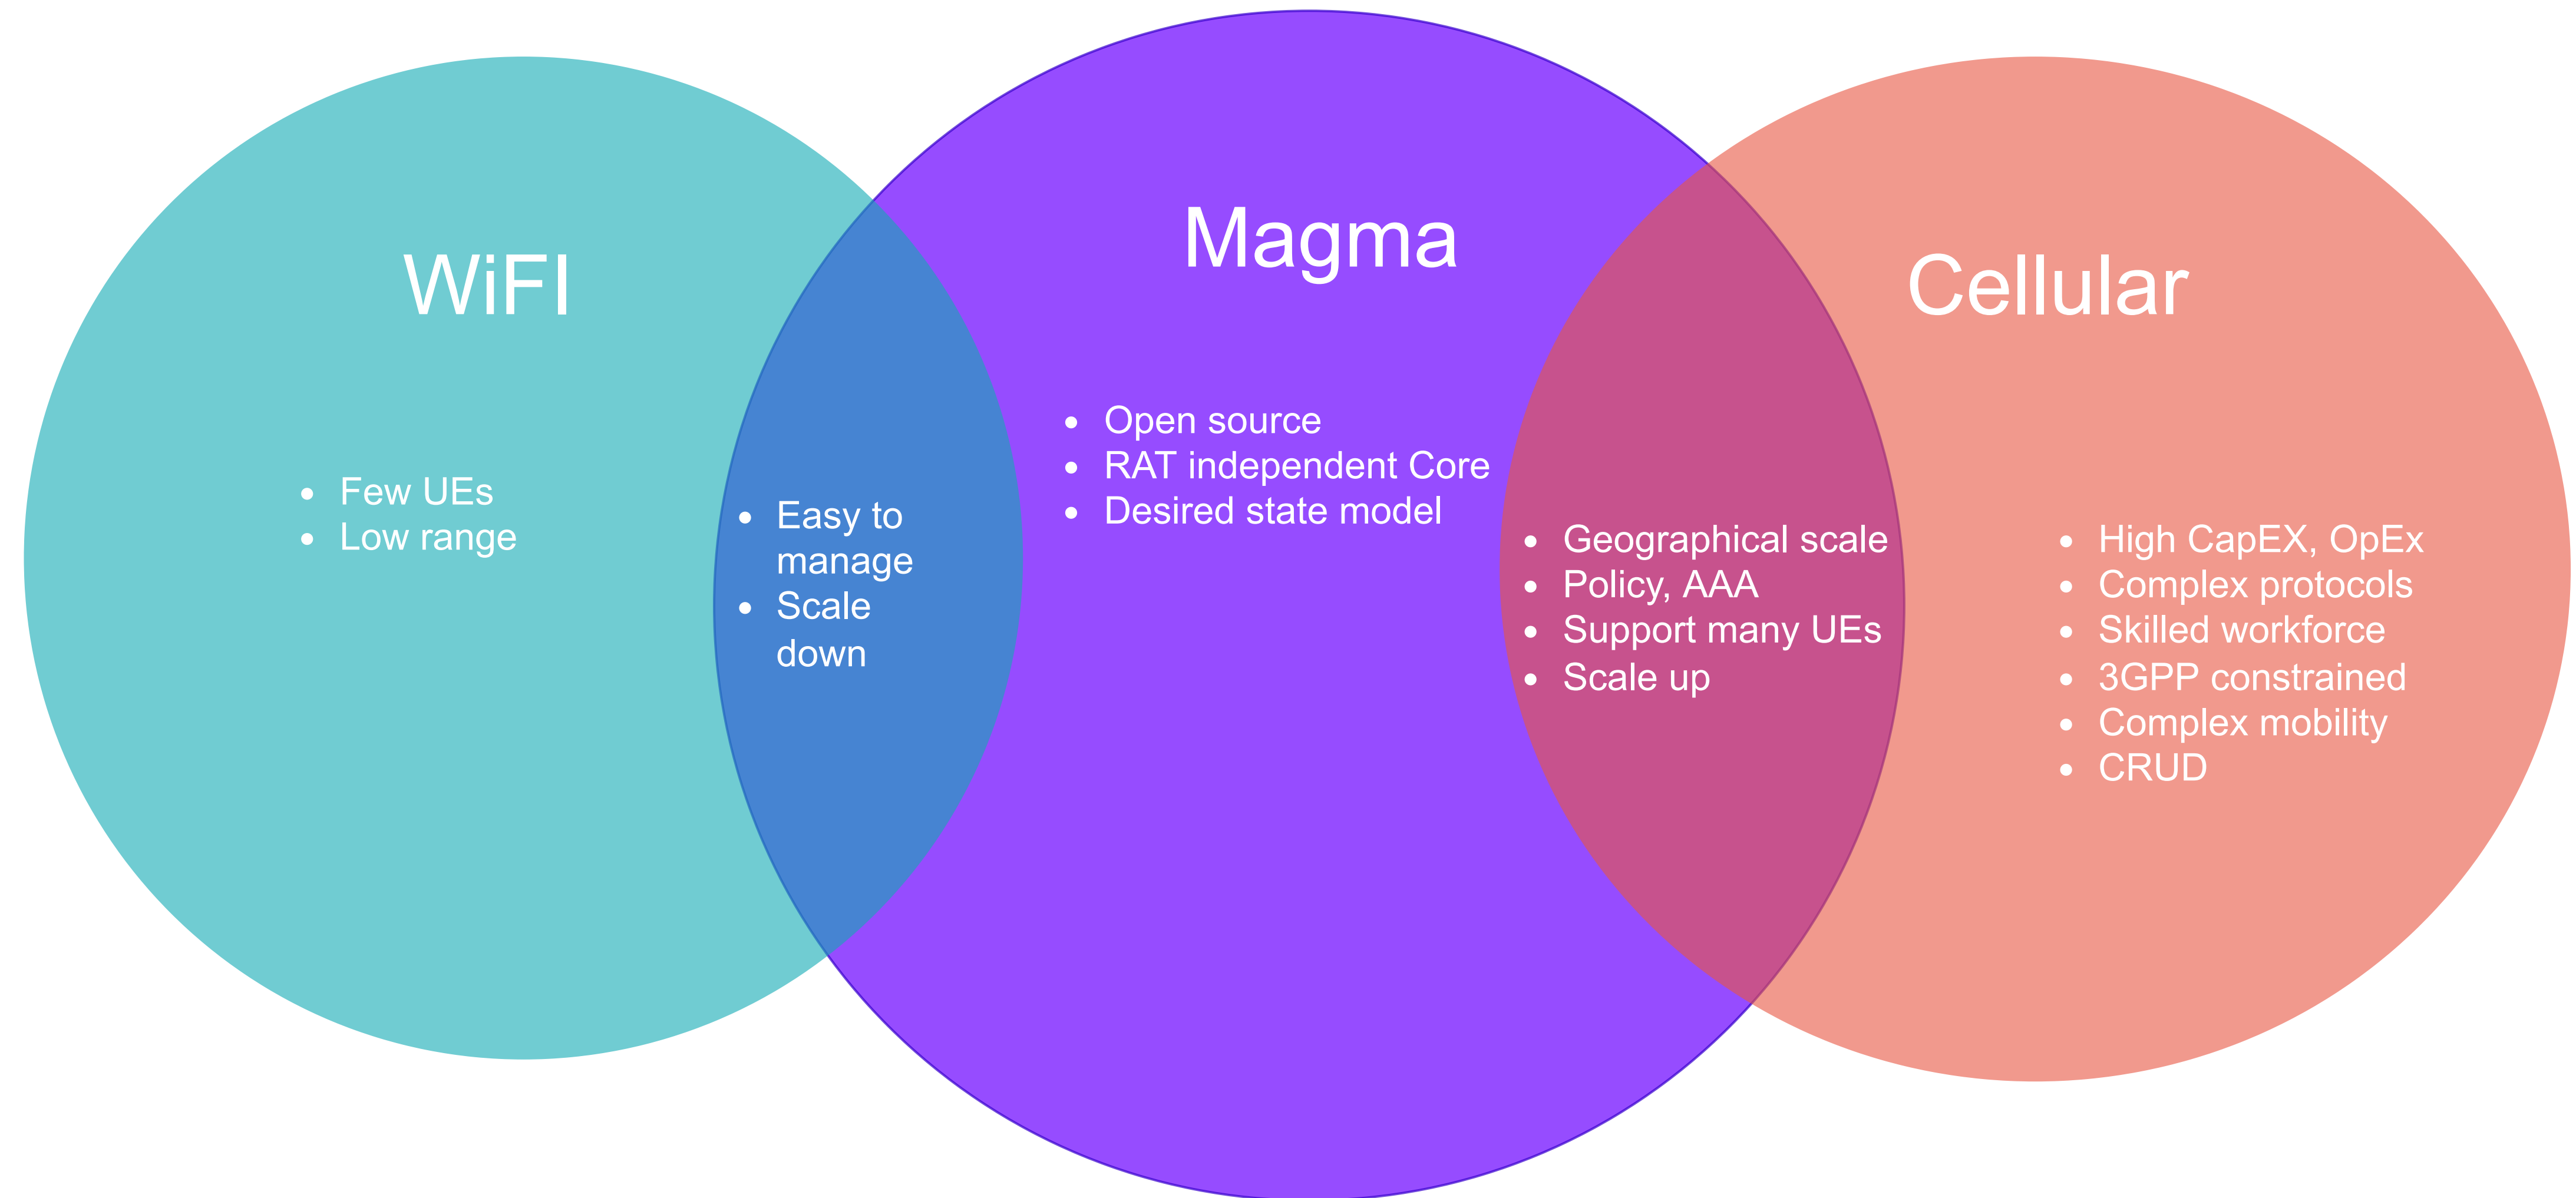 WiFI
• Few UEs
• Low range
• Easy to
manage
• Scale
down
Magma
• Open source
• RAT independent Core
• Desired state model
• Geographical scale
• Policy, AAA
• Support many UEs
• Scale up
Cellular
• High CapEX, OpEx
• Complex protocols
• Skilled workforce
• 3GPP constrained
• Complex mobility
• CRUD